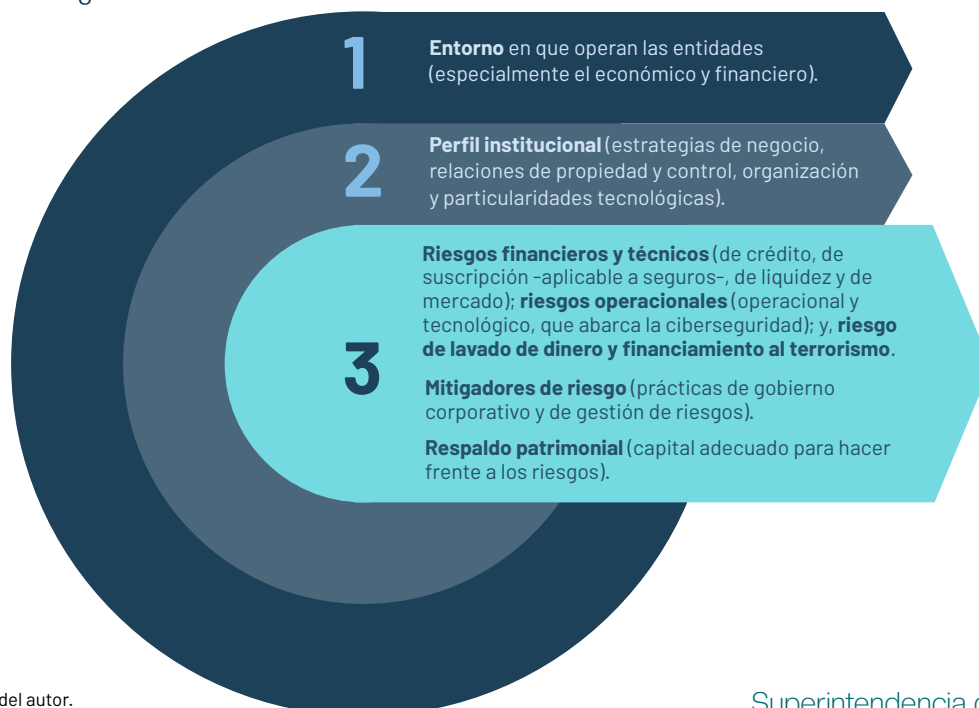 1
Entorno en que operan las entidades
(especialmente el económico y financiero).
2
Perfil institucional (estrategias de negocio,
relaciones de propiedad y control, organización
y particularidades tecnológicas).
3
Riesgos financieros y técnicos (de crédito, de
suscripción -aplicable a seguros-, de liquidez y de
mercado); riesgos operacionales (operacional y
tecnológico, que abarca la ciberseguridad); y, riesgo
de lavado de dinero y financiamiento al terrorismo.
Mitigadores de riesgo (prácticas de gobierno
corporativo y de gestión de riesgos).
Respaldo patrimonial (capital adecuado para hacer
frente a los riesgos).
del autor.
Superintendencia